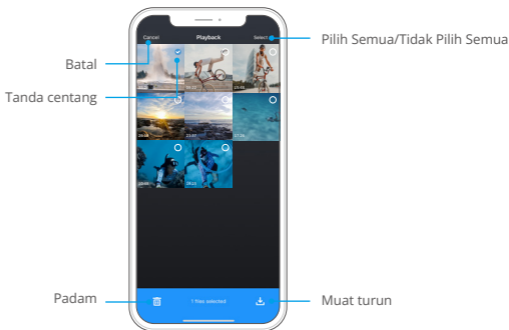 Cancel
Playback
Select
Pilih Semua/Tidak Pilih Semua
Batal
Tanda centang
Padam
1 files selected
Muat turun